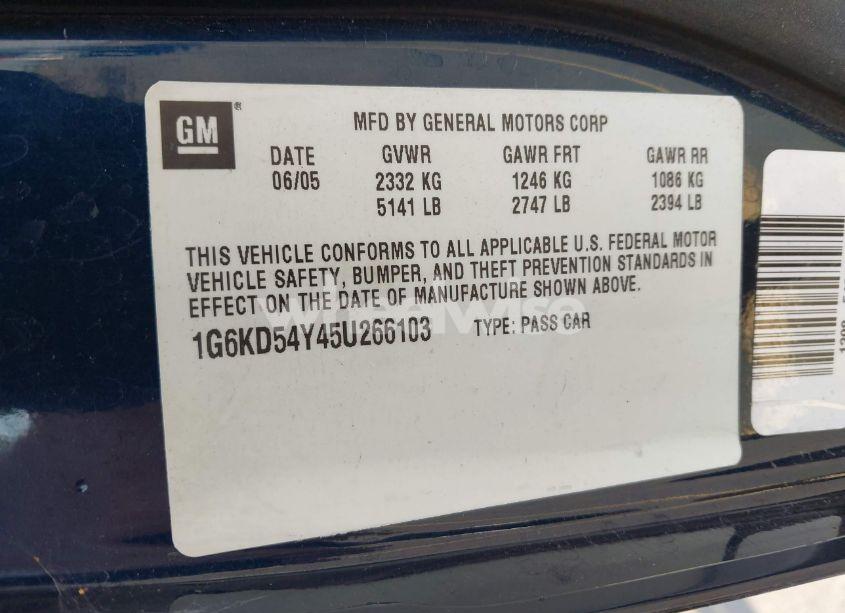 GM®
MFD BY GENERAL MOTORS CORP
DATE GVWR GAWR FRT GAWR RR
06/05 2332 KG 1246 KG 1086 KG
5141 LB 2747 LB 2394 LB
THIS VEHICLE CONFORMS TO ALL APPLICABLE U.S. FEDERAL MOTOR
VEHICLE SAFETY, BUMPER, AND THEFT PREVENTION STANDARDS IN
EFFECT ON THE DATE OF MANUFACTURE SHOWN ABOVE.
1G6KD54Y45U266103 TYPE: PASS CAR